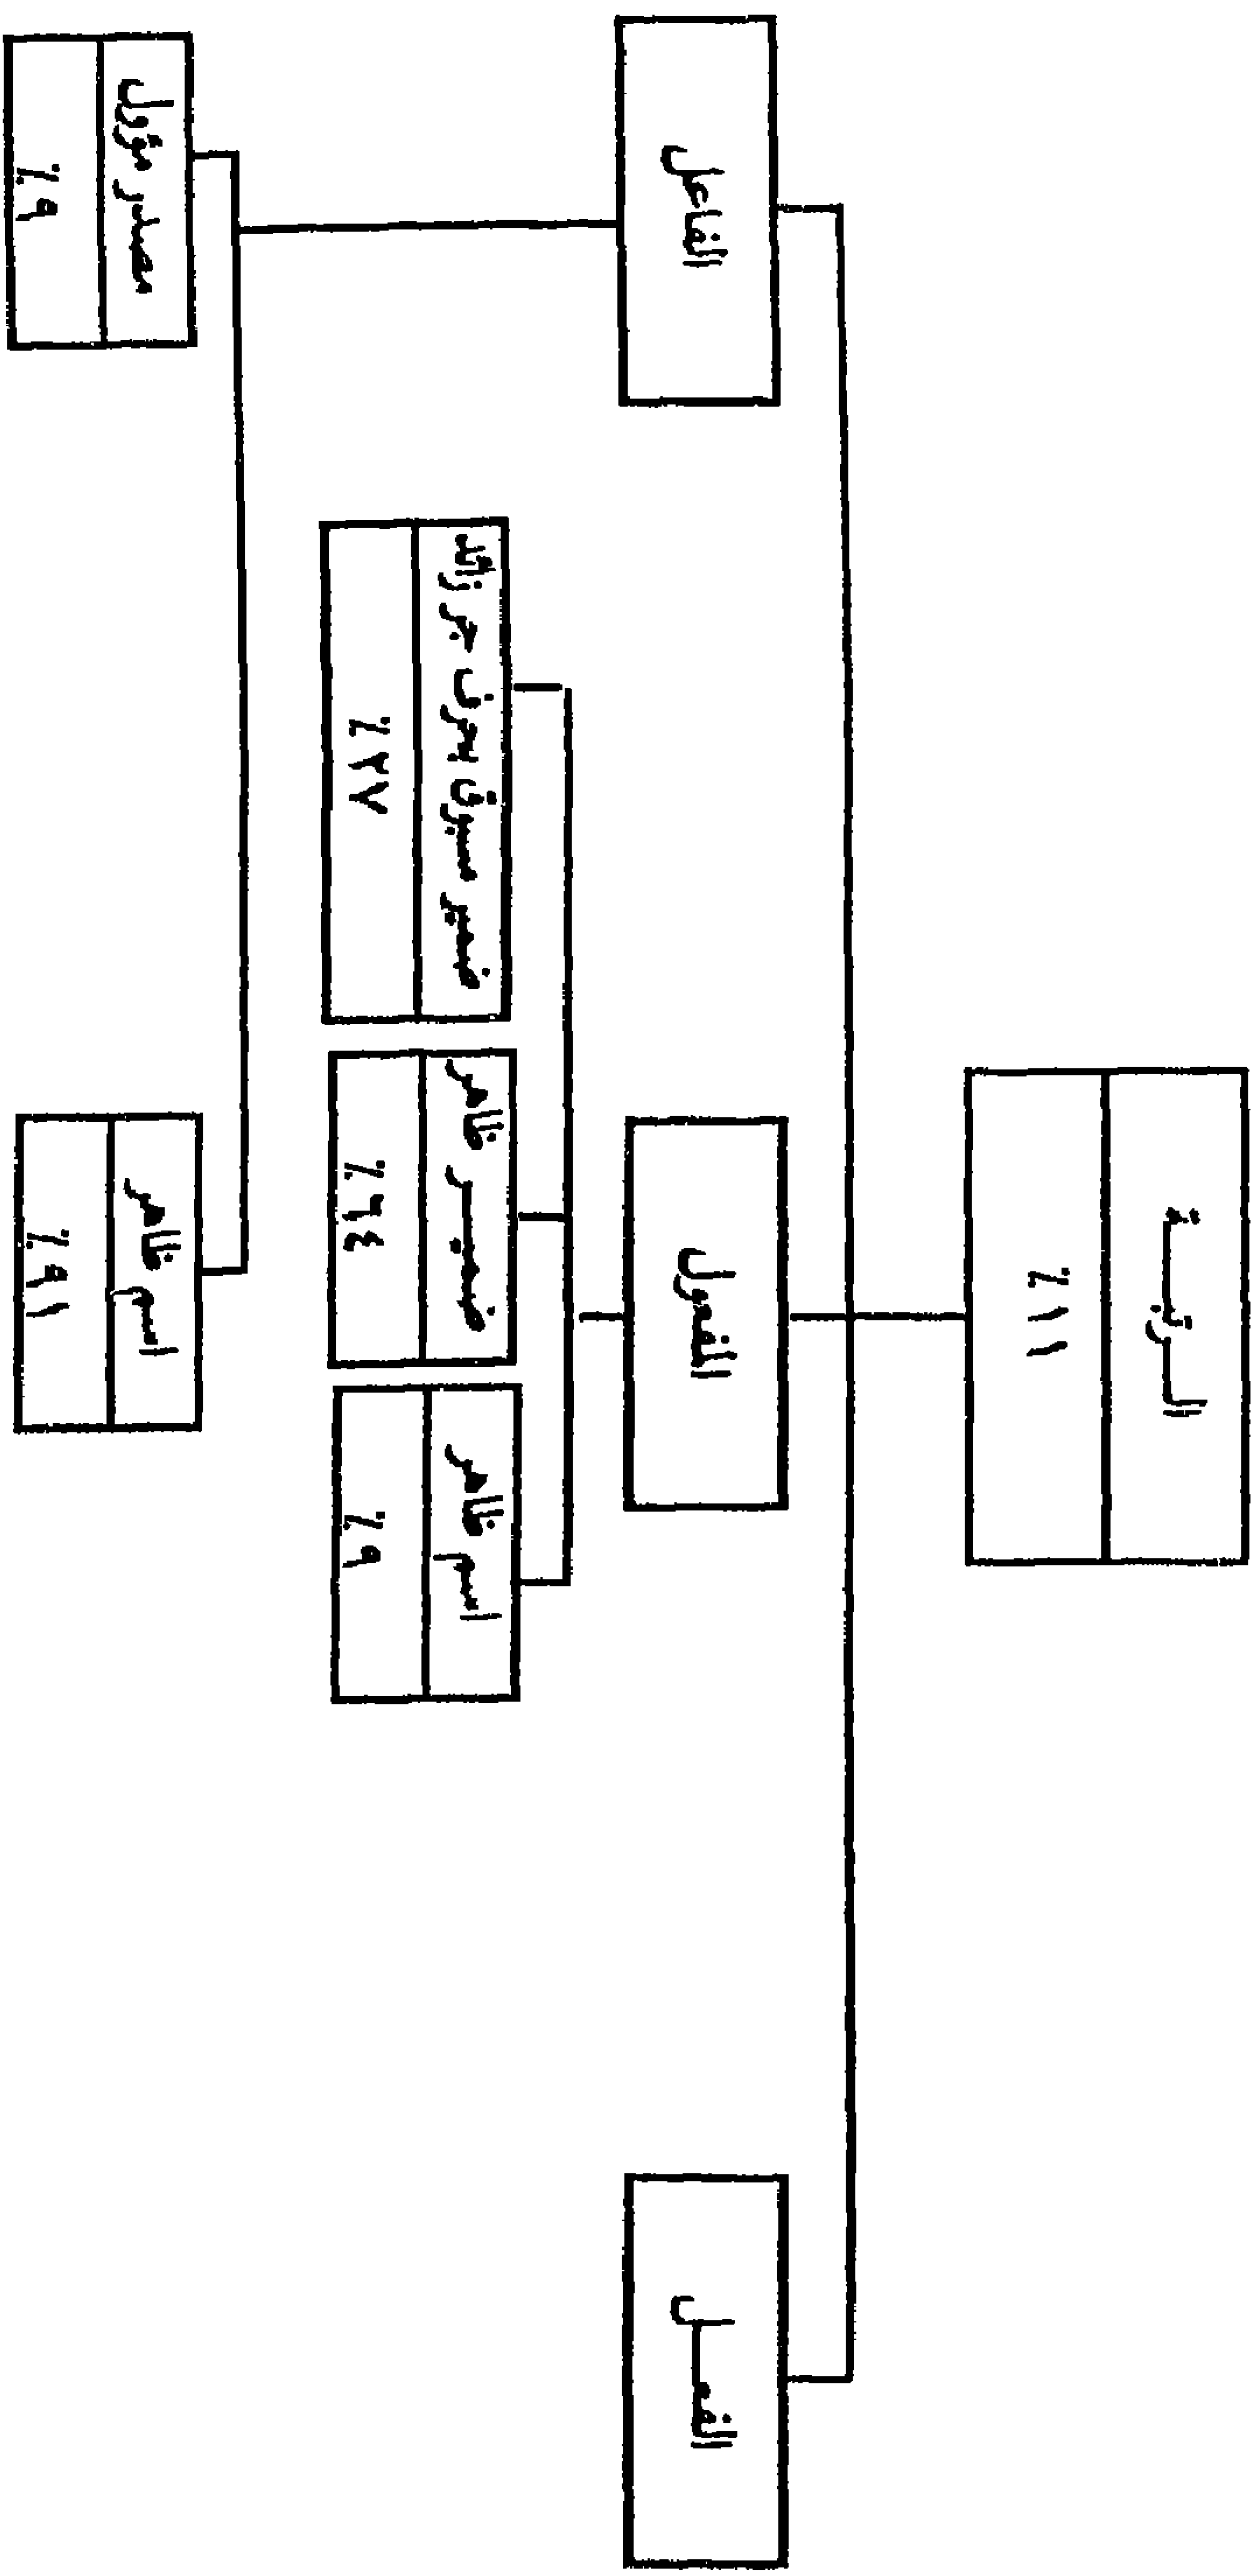 الرتبة
٪١١
الفعل
المفعول
الفاعل
اسم ظاهر
٪٩
ضمير ظاهر
٪٦٤
ضمير مسبوق بحرف جر زائد
٪٢٧
اسم ظاهر
٪٩١
مصدر مؤول
٪٩